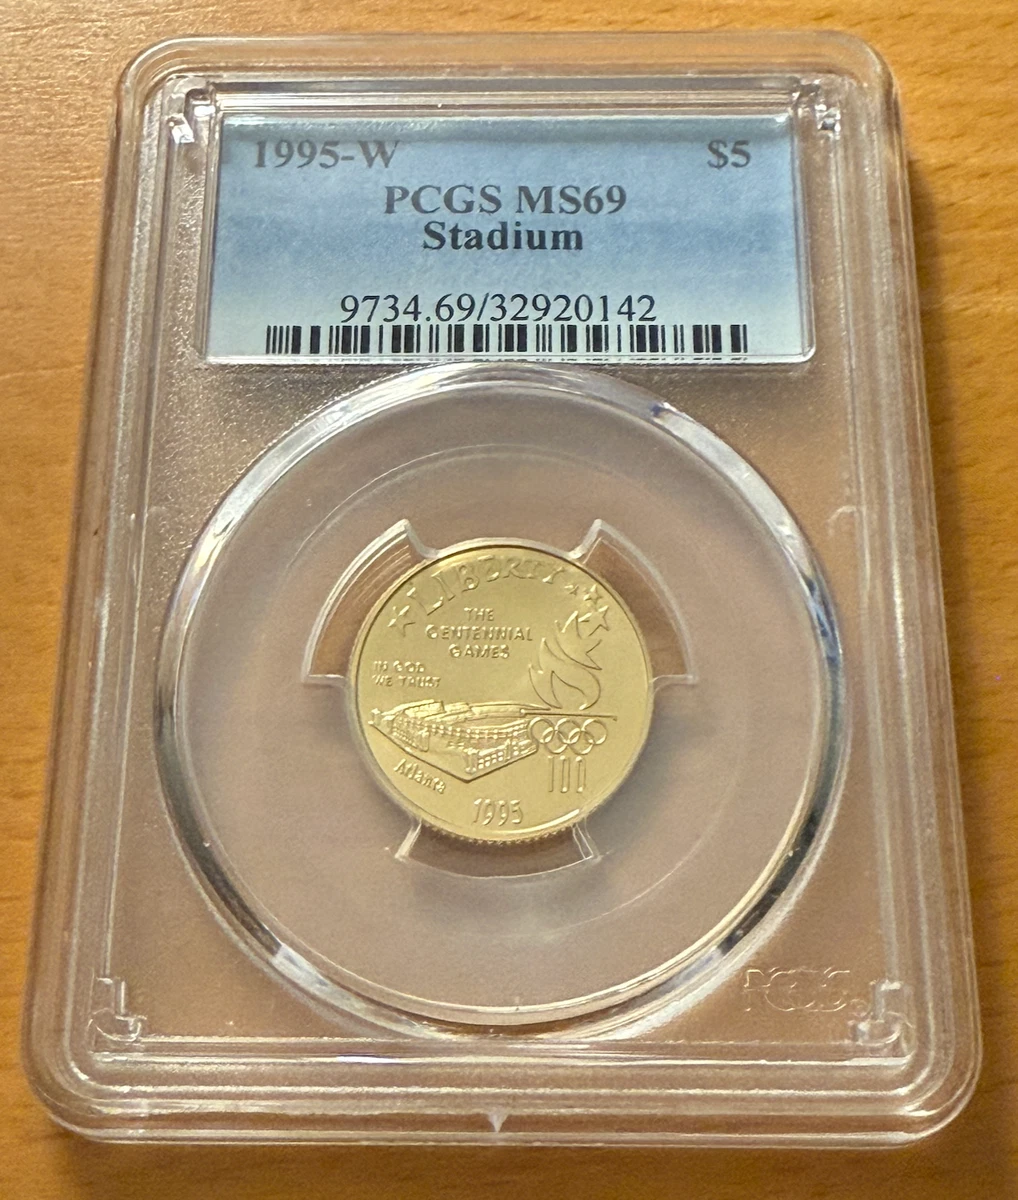 1995-W $5
PCGS MS69
Stadium
9734.69/32920142
LIBERTY
THE
CENTENNIAL
GAMES
IN GOD
WE TRUST
Atlanta
100
1995
PCGS